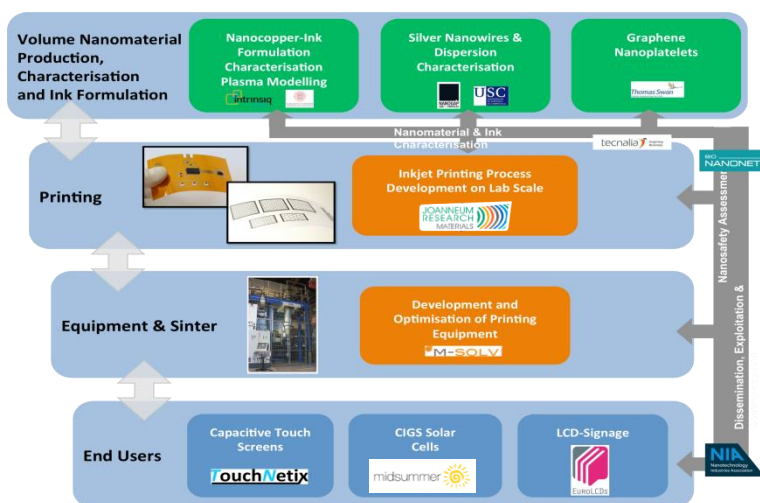 Volume Nanomaterial
Production,
Characterisation
and Ink Formulation
Nanocopper-Ink
Formulation
Characterisation
Plasma Modelling
intrinsiq
Silver Nanowires &
Dispersion
Characterisation
NANOGAP
USC
Graphene
Nanoplatelets
Thomas Swan
Nanomaterial & Ink
Characterisation
tecnalia
BIO
NANONET
Printing
Inkjet Printing Process
Development on Lab Scale
JOANNEUM
RESEARCH
MATERIALS
Nanosafety Assessment
Equipment & Sinter
Development and
Optimisation of Printing
Equipment
M-SOLV
Dissemination, Exploitation &
End Users
Capacitive Touch
Screens
TouchNetix
CIGS Solar
Cells
midsummer
LCD-Signage
EUROLCDs
NIA
Nanotechnology
Industries Association